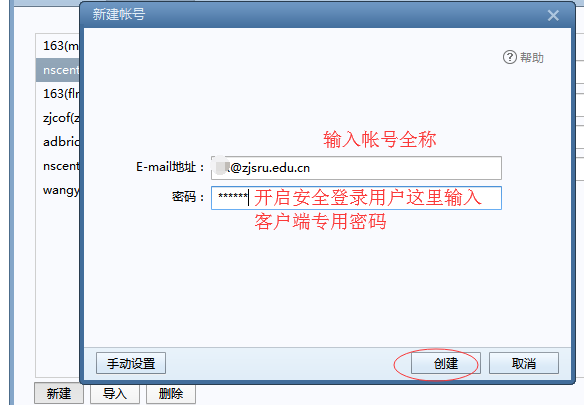 新建帐号
163(m
nscent
163(flr
zjcof(z
adbric
nscent
wangy
帮助
输入帐号全称
E-mail地址： t@zjsru.edu.cn
密码： ****** 开启安全登录用户这里输入
客户端专用密码
手动设置 创建 取消
新建 导入 删除